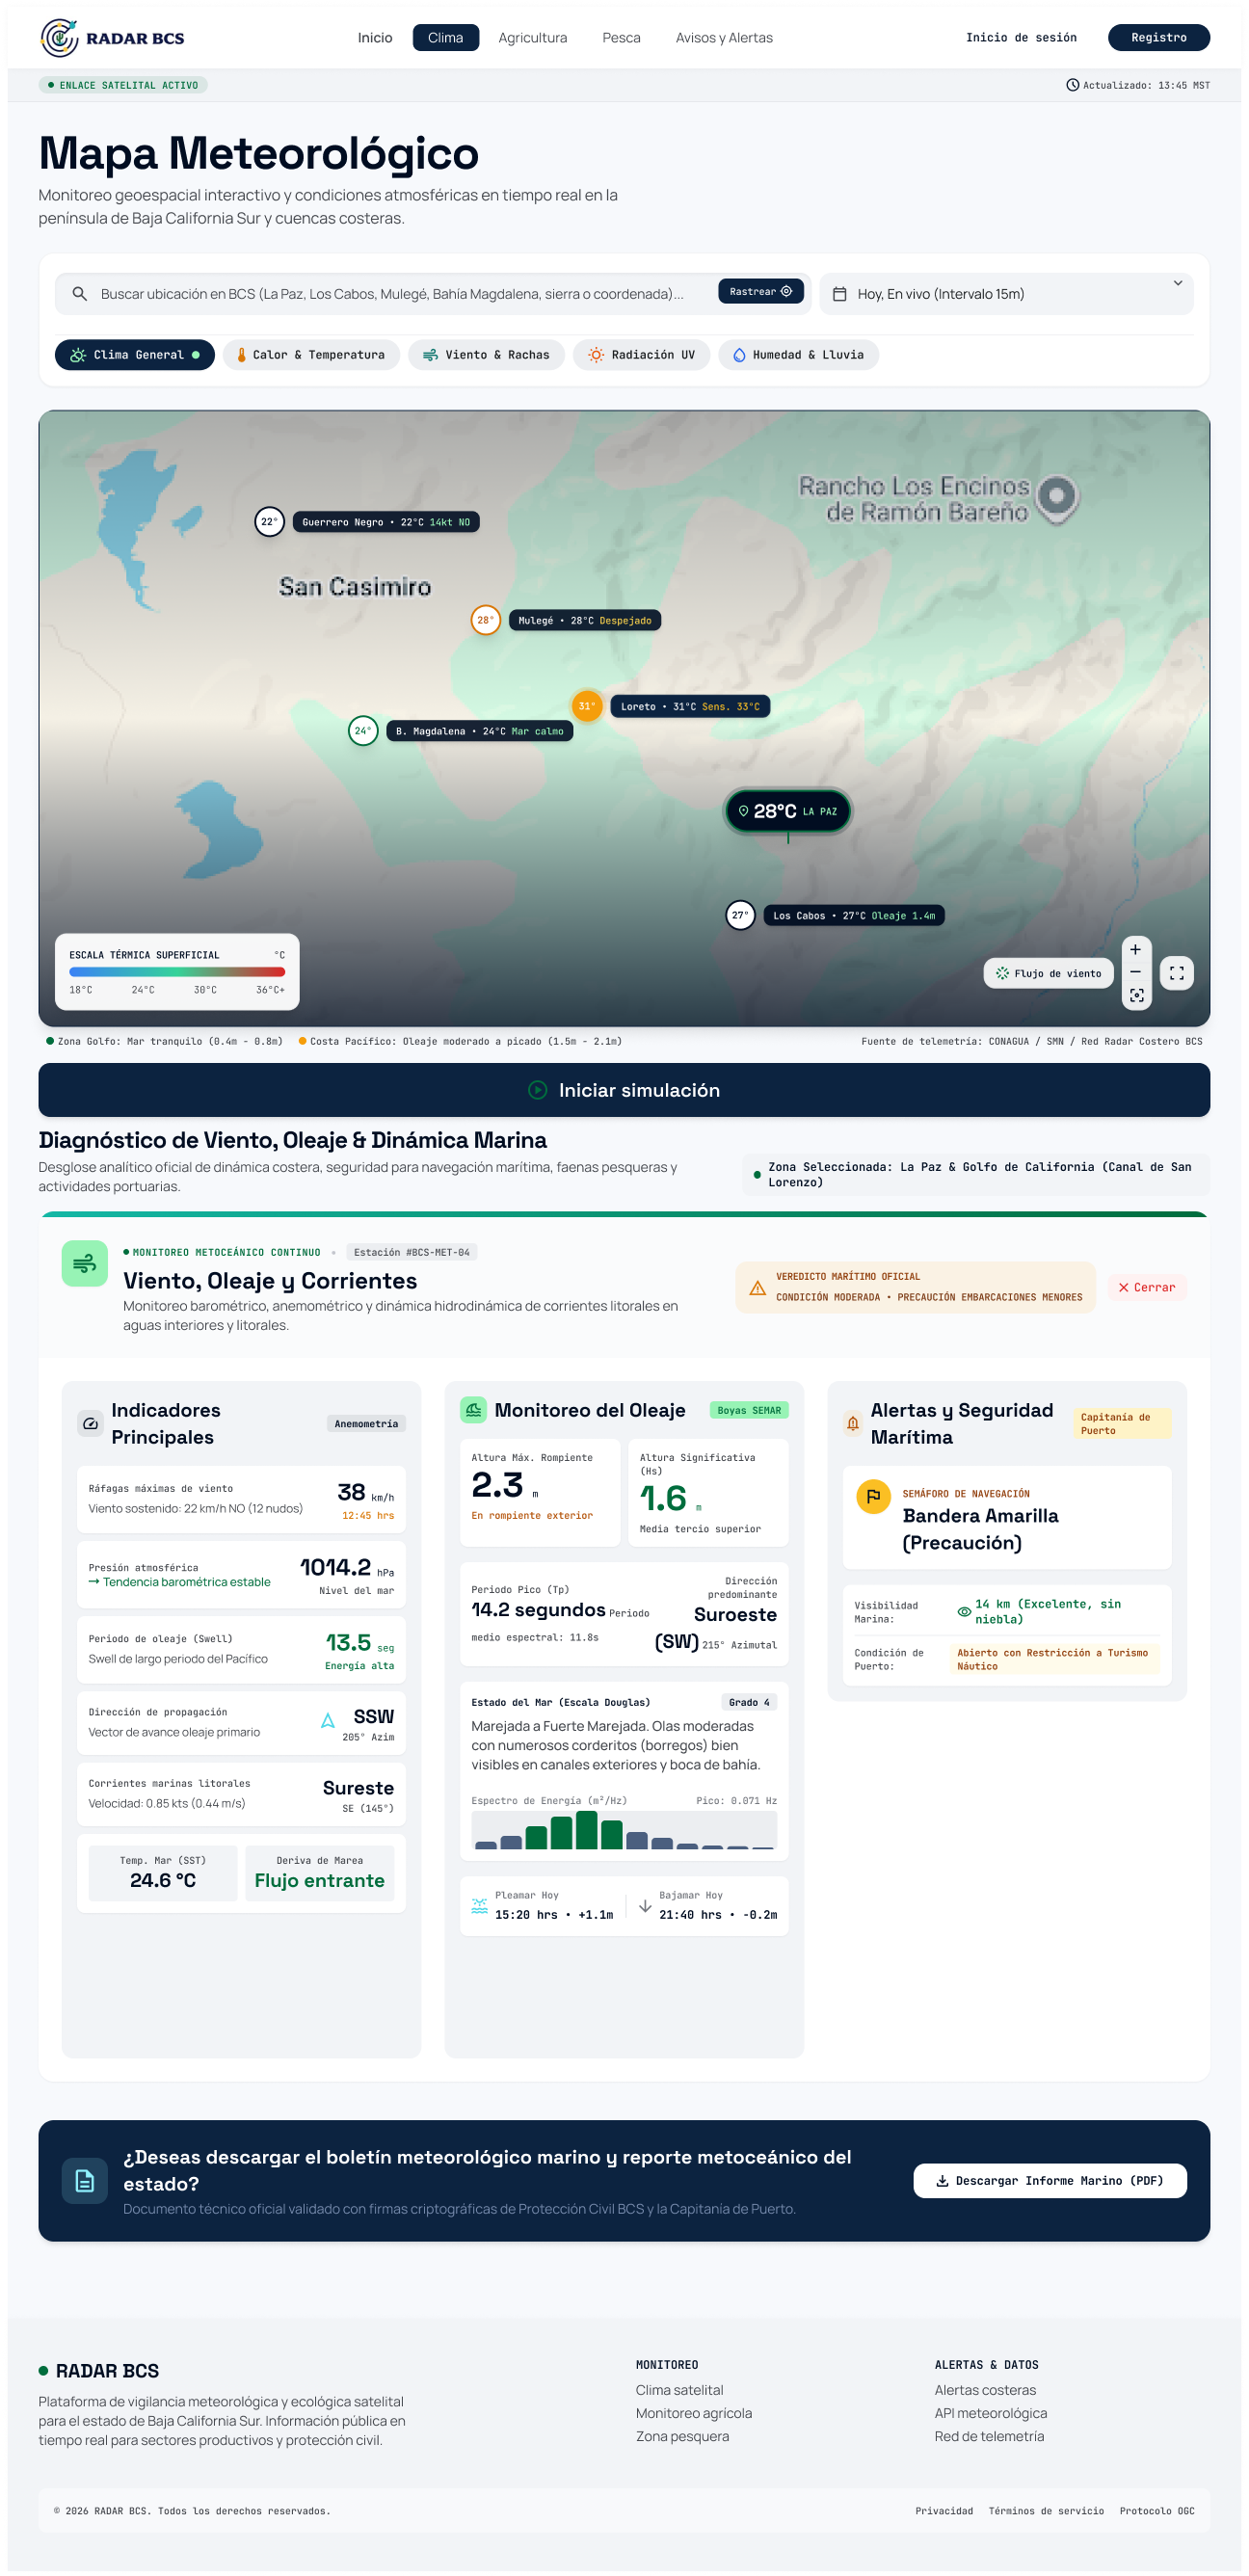 RADAR BCS
Inicio
Clima
Agricultura
Pesca
Avisos y Alertas
Inicio de sesión
Registro
ENLACE SATELITAL ACTIVO
Actualizado: 13:45 MST
Mapa Meteorológico
Monitoreo geoespacial interactivo y condiciones atmosféricas en tiempo real en la
península de Baja California Sur y cuencas costeras.
Buscar ubicación en BCS (La Paz, Los Cabos, Mulegé, Bahía Magdalena, sierra o coordenada)...
Rastrear
Hoy, En vivo (Intervalo 15m)
Clima General
Calor & Temperatura
Viento & Rachas
Radiación UV
Humedad & Lluvia
Rancho Los Encinos
de Ramón Bareño
22°
Guerrero Negro • 22°C 14kt NO
San Casimiro
28°
Mulegé • 28°C Despejado
31°
Loreto • 31°C Sens. 33°C
24°
B. Magdalena • 24°C Mar calmo
28°C LA PAZ
27°
Los Cabos • 27°C Oleaje 1.4m
ESCALA TÉRMICA SUPERFICIAL °C
18°C 24°C 30°C 36°C+
Flujo de viento
Zona Golfo: Mar tranquilo (0.4m - 0.8m)
Costa Pacífico: Oleaje moderado a picado (1.5m - 2.1m)
Fuente de telemetría: CONAGUA / SMN / Red Radar Costero BCS
Iniciar simulación
Diagnóstico de Viento, Oleaje & Dinámica Marina
Desglose analítico oficial de dinámica costera, seguridad para navegación marítima, faenas pesqueras y
actividades portuarias.
Zona Seleccionada: La Paz & Golfo de California (Canal de San
Lorenzo)
MONITOREO METOCEÁNICO CONTINUO • Estación #BCS-MET-04
Viento, Oleaje y Corrientes
Monitoreo barométrico, anemométrico y dinámica hidrodinámica de corrientes litorales en
aguas interiores y litorales.
VEREDICTO MARÍTIMO OFICIAL
CONDICIÓN MODERADA • PRECAUCIÓN EMBARCACIONES MENORES
Cerrar
Indicadores
Principales
Anemometría
Ráfagas máximas de viento
Viento sostenido: 22 km/h NO (12 nudos)
38 km/h
12:45 hrs
Presión atmosférica
Tendencia barométrica estable
1014.2 hPa
Nivel del mar
Periodo de oleaje (Swell)
Swell de largo periodo del Pacífico
13.5 seg
Energía alta
Dirección de propagación
Vector de avance oleaje primario
SSW
205° Azim
Corrientes marinas litorales
Velocidad: 0.85 kts (0.44 m/s)
Sureste
SE (145°)
Temp. Mar (SST)
24.6 °C
Deriva de Marea
Flujo entrante
Monitoreo del Oleaje
Boyas SEMAR
Altura Máx. Rompiente
2.3 m
En rompiente exterior
Altura Significativa
(Hs)
1.6 m
Media tercio superior
Periodo Pico (Tp)
14.2 segundos Periodo
medio espectral: 11.8s
Dirección
predominante
Suroeste
(SW) 215° Azimutal
Estado del Mar (Escala Douglas)
Grado 4
Marejada a Fuerte Marejada. Olas moderadas
con numerosos corderitos (borregos) bien
visibles en canales exteriores y boca de bahía.
Espectro de Energía (m²/Hz)
Pico: 0.071 Hz
Pleamar Hoy
15:20 hrs • +1.1m
Bajamar Hoy
21:40 hrs • -0.2m
Alertas y Seguridad
Marítima
Capitanía de
Puerto
SEMÁFORO DE NAVEGACIÓN
Bandera Amarilla
(Precaución)
Visibilidad
Marina:
14 km (Excelente, sin
niebla)
Condición de
Puerto:
Abierto con Restricción a Turismo
Náutico
¿Deseas descargar el boletín meteorológico marino y reporte metoceánico del
estado?
Documento técnico oficial validado con firmas criptográficas de Protección Civil BCS y la Capitanía de Puerto.
Descargar Informe Marino (PDF)
RADAR BCS
Plataforma de vigilancia meteorológica y ecológica satelital
para el estado de Baja California Sur. Información pública en
tiempo real para sectores productivos y protección civil.
MONITOREO
Clima satelital
Monitoreo agrícola
Zona pesquera
ALERTAS & DATOS
Alertas costeras
API meteorológica
Red de telemetría
© 2026 RADAR BCS. Todos los derechos reservados.
Privacidad
Términos de servicio
Protocolo OGC